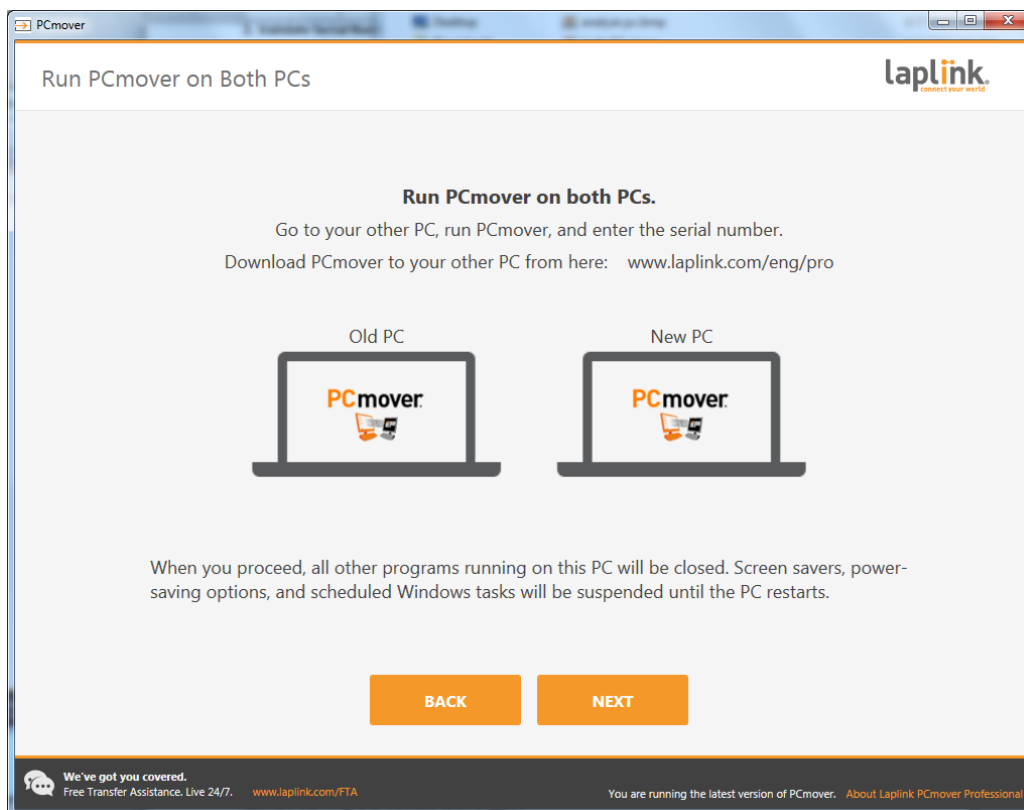 PCmover
Run PCmover on Both PCs
laplink.
connect your world
Run PCmover on both PCs.
Go to your other PC, run PCmover, and enter the serial number.
Download PCmover to your other PC from here: www.laplink.com/eng/pro
Old PC
New PC
PCmover.
PCmover.
When you proceed, all other programs running on this PC will be closed. Screen savers, power-
saving options, and scheduled Windows tasks will be suspended until the PC restarts.
BACK
NEXT
We've got you covered.
Free Transfer Assistance. Live 24/7. www.laplink.com/FTA
You are running the latest version of PCmover. About Laplink PCmover Professional